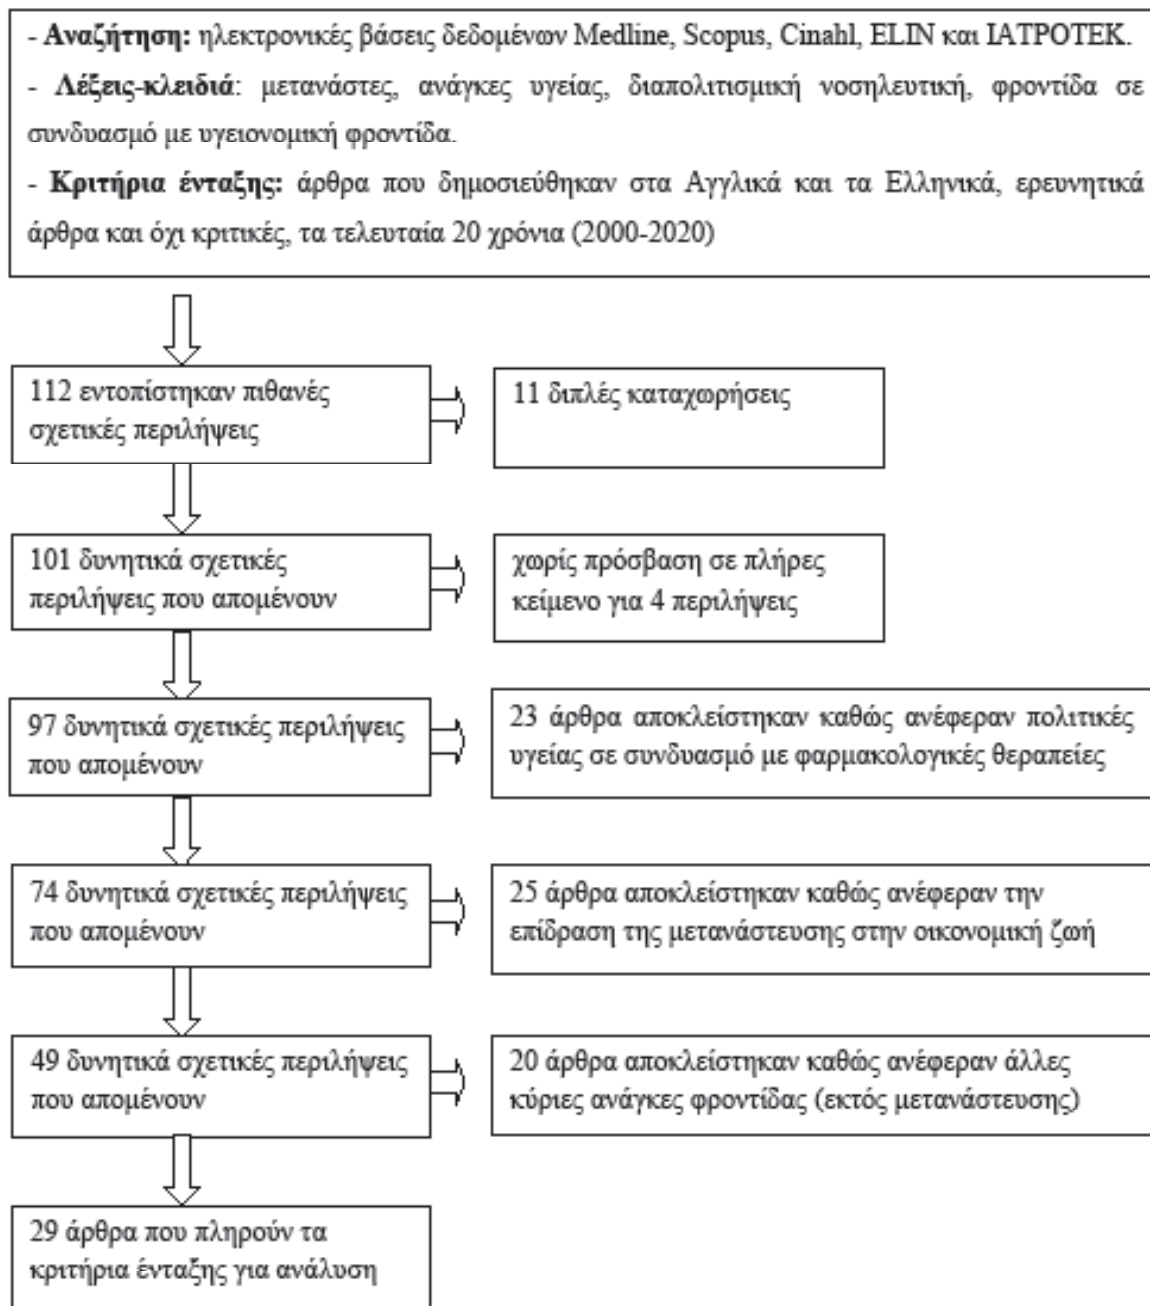 - Αναζήτηση: ηλεκτρονικές βάσεις δεδομένων Medline, Scopus, Cinahl, ELIN και ΙΑΤΡΟΤΕΚ.
- Λέξεις-κλειδιά: μετανάστες, ανάγκες υγείας, διαπολιτισμική νοσηλευτική, φροντίδα σε
συνδυασμό με υγειονομική φροντίδα.
- Κριτήρια ένταξης: άρθρα που δημοσιεύθηκαν στα Αγγλικά και τα Ελληνικά, ερευνητικά
άρθρα και όχι κριτικές, τα τελευταία 20 χρόνια (2000-2020)
112 εντοπίστηκαν πιθανές
σχετικές περιλήψεις
11 διπλές καταχωρήσεις
101 δυνητικά σχετικές
περιλήψεις που απομένουν
χωρίς πρόσβαση σε πλήρες
κείμενο για 4 περιλήψεις
97 δυνητικά σχετικές περιλήψεις
που απομένουν
23 άρθρα αποκλείστηκαν καθώς ανέφεραν πολιτικές
υγείας σε συνδυασμό με φαρμακολογικές θεραπείες
74 δυνητικά σχετικές περιλήψεις
που απομένουν
25 άρθρα αποκλείστηκαν καθώς ανέφεραν την
επίδραση της μετανάστευσης στην οικονομική ζωή
49 δυνητικά σχετικές περιλήψεις
που απομένουν
20 άρθρα αποκλείστηκαν καθώς ανέφεραν άλλες
κύριες ανάγκες φροντίδας (εκτός μετανάστευσης)
29 άρθρα που πληρούν τα
κριτήρια ένταξης για ανάλυση